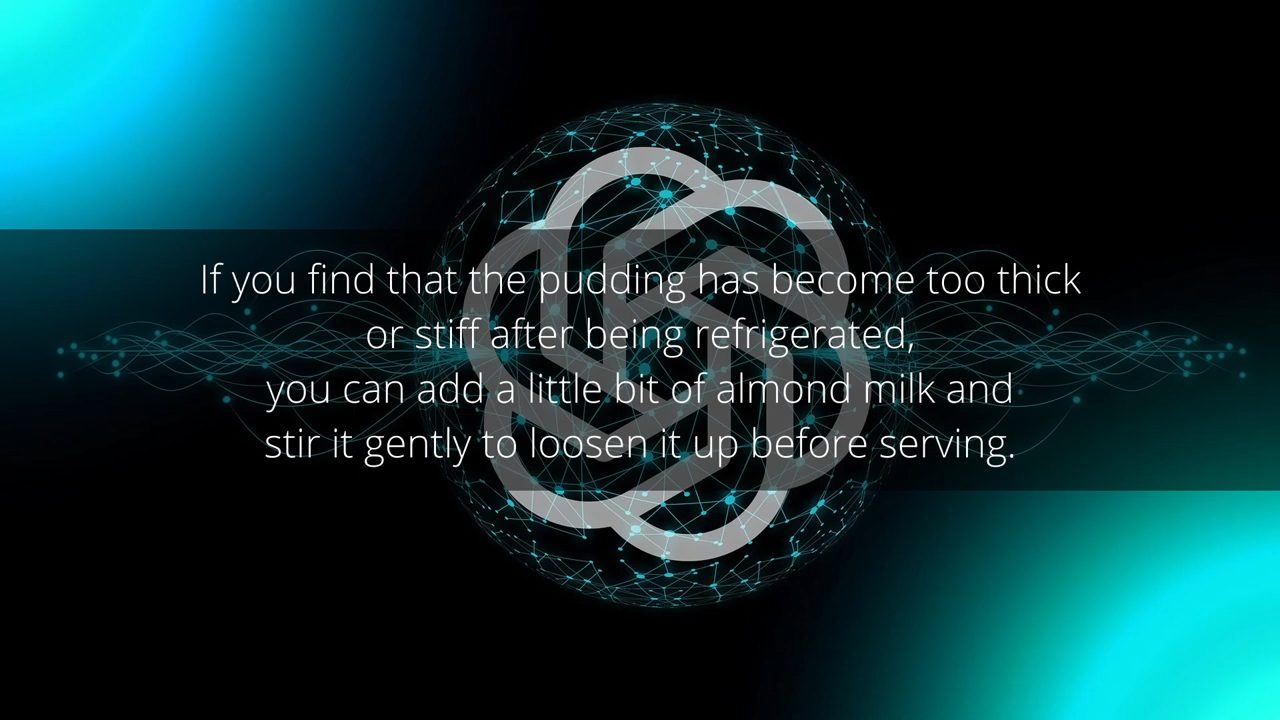 If you find that the pudding has become too thick
or stiff after being refrigerated,
you can add a little bit of almond milk and
stir it gently to loosen it up before serving.